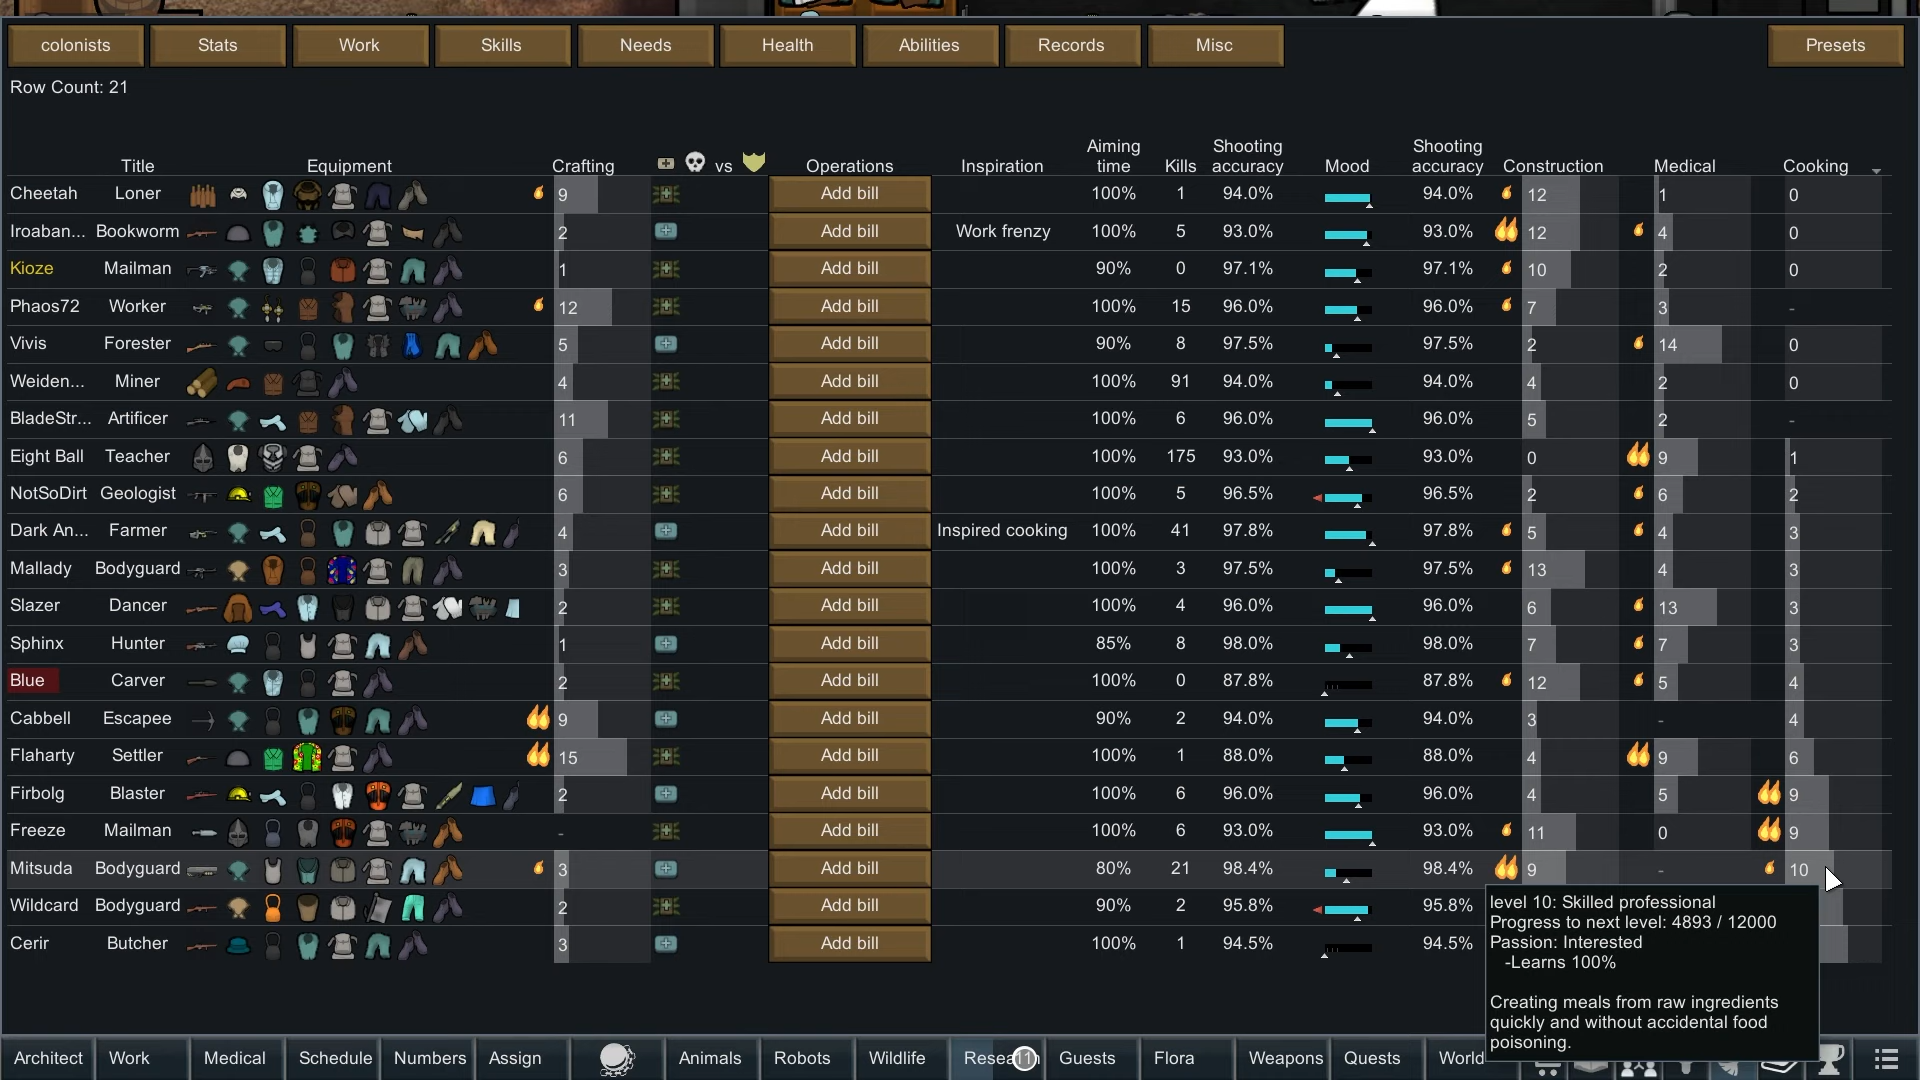 colonists Stats Work Skills Needs Health Abilities Records Misc Presets
Row Count: 21
Title Equipment Crafting vs Operations Inspiration Aiming time Kills Shooting accuracy Mood Shooting accuracy Construction Medical Cooking
Cheetah Loner 9 Add bill 100% 1 94.0% 94.0% 12 1 0
Iroaban... Bookworm 2 Add bill Work frenzy 100% 5 93.0% 93.0% 12 4 0
Kioze Mailman 1 Add bill 90% 0 97.1% 97.1% 10 2 0
Phaos72 Worker 12 Add bill 100% 15 96.0% 96.0% 7 3 -
Vivis Forester 5 Add bill 90% 8 97.5% 97.5% 2 14 0
Weiden... Miner 4 Add bill 100% 91 94.0% 94.0% 4 2 0
BladeStr... Artificer 11 Add bill 100% 6 96.0% 96.0% 5 2 -
Eight Ball Teacher 6 Add bill 100% 175 93.0% 93.0% 0 9 1
NotSoDirt Geologist 6 Add bill 100% 5 96.5% 96.5% 2 6 2
Dark An... Farmer 4 Add bill Inspired cooking 100% 41 97.8% 97.8% 5 4 3
Mallady Bodyguard 3 Add bill 100% 3 97.5% 97.5% 13 4 3
Slazer Dancer 2 Add bill 100% 4 96.0% 96.0% 6 13 3
Sphinx Hunter 1 Add bill 85% 8 98.0% 98.0% 7 7 3
Blue Carver 2 Add bill 100% 0 87.8% 87.8% 12 5 4
Cabbell Escapee 9 Add bill 90% 2 94.0% 94.0% 3 - 4
Flaharty Settler 15 Add bill 100% 1 88.0% 88.0% 4 9 6
Firbolg Blaster 2 Add bill 100% 6 96.0% 96.0% 4 5 9
Freeze Mailman - Add bill 100% 6 93.0% 93.0% 11 0 9
Mitsuda Bodyguard 3 Add bill 80% 21 98.4% 98.4% 9 - 10
Wildcard Bodyguard 2 Add bill 90% 2 95.8% 95.8%
Cerir Butcher 3 Add bill 100% 1 94.5% 94.5%
level 10: Skilled professional
Progress to next level: 4893 / 12000
Passion: Interested
-Learns 100%
Creating meals from raw ingredients
quickly and without accidental food
poisoning.
Architect Work Medical Schedule Numbers Assign Animals Robots Wildlife 11 Guests Flora Weapons Quests World